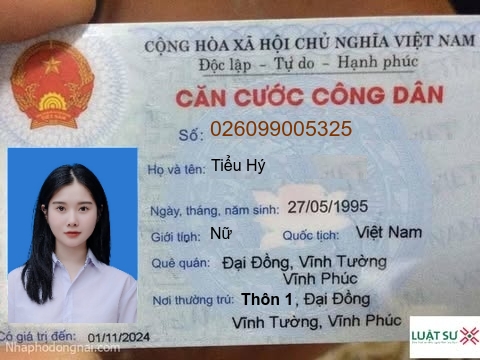 CỘNG HÒA XÃ HỘI CHỦ NGHĨA VIỆT NAM
Độc lập - Tự do - Hạnh phúc
CĂN CƯỚC CÔNG DÂN
Số: 026099005325
Họ và tên: Tiểu Hý
Ngày, tháng, năm sinh: 27/05/1995
Giới tính: Nữ Quốc tịch: Việt Nam
Quê quán: Đại Đồng, Vĩnh Tường
Vĩnh Phúc
Nơi thường trú: Thôn 1, Đại Đồng
Vĩnh Tường, Vĩnh Phúc
Có giá trị đến: 01/11/2024
Nhaphodongnai.com
LUẬT SƯ